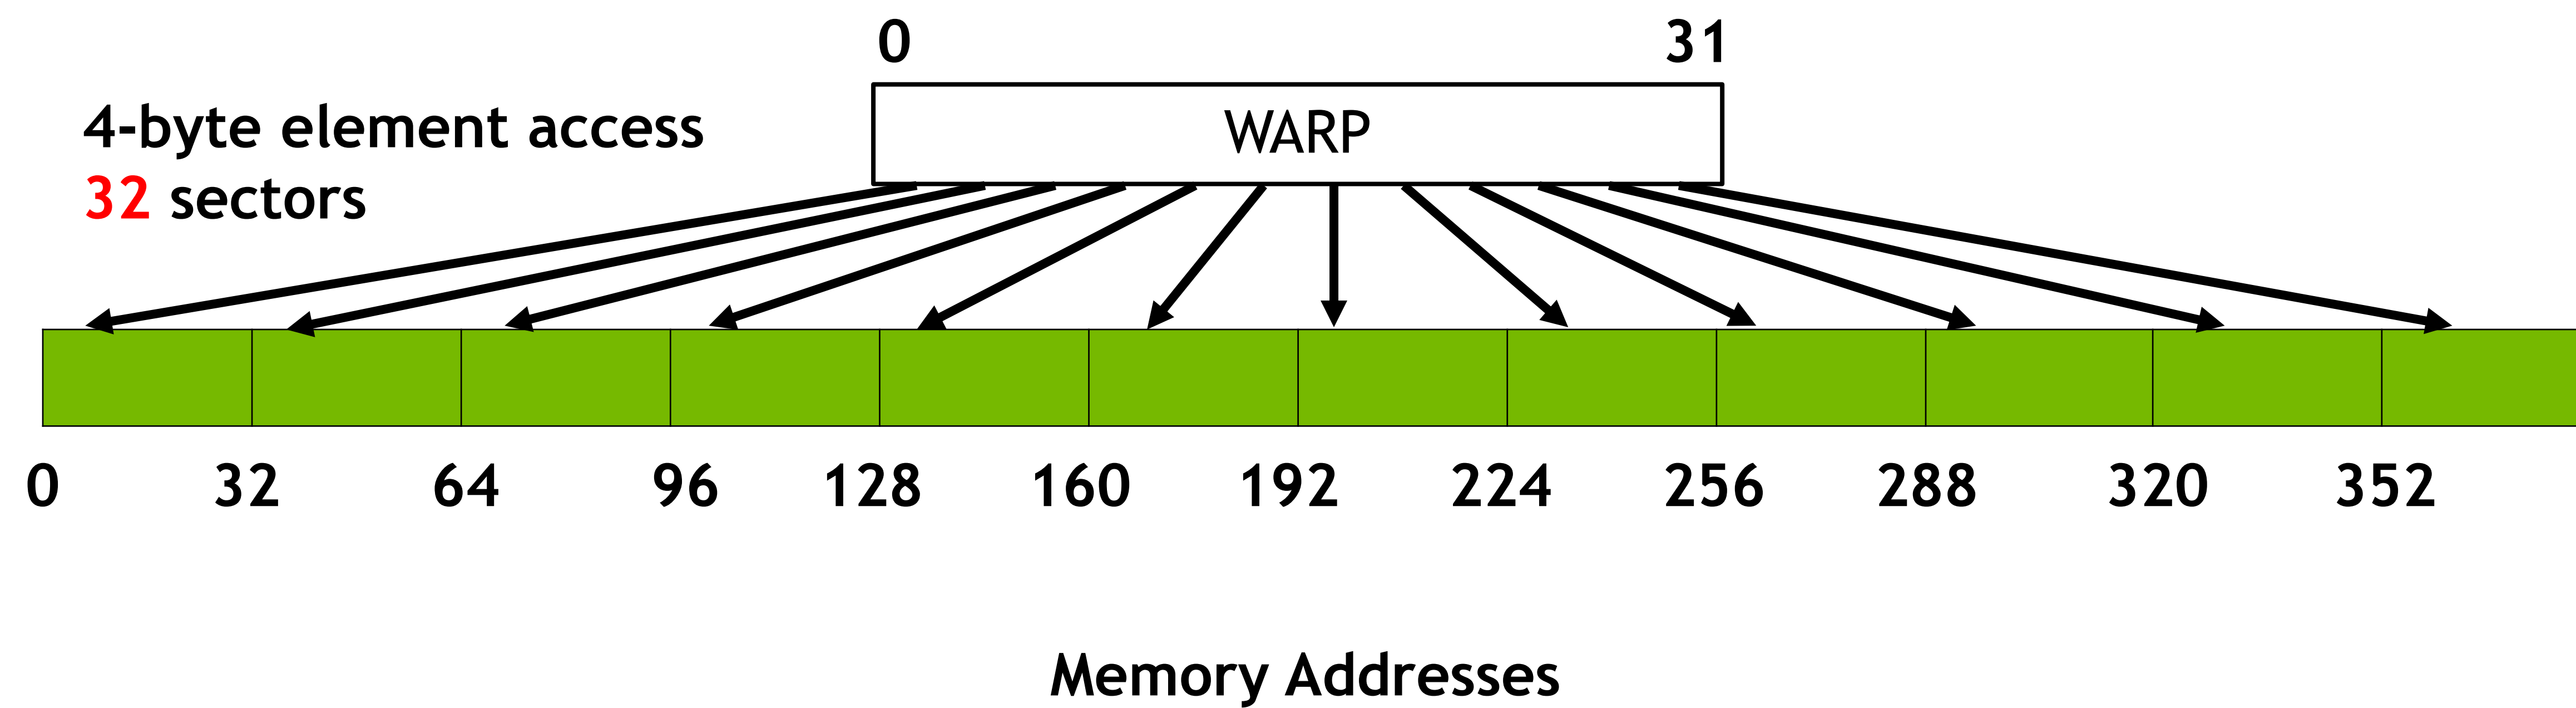 0 31
4-byte element access
WARP
32 sectors
0 32 64 96 128 160 192 224 256 288 320 352
Memory Addresses